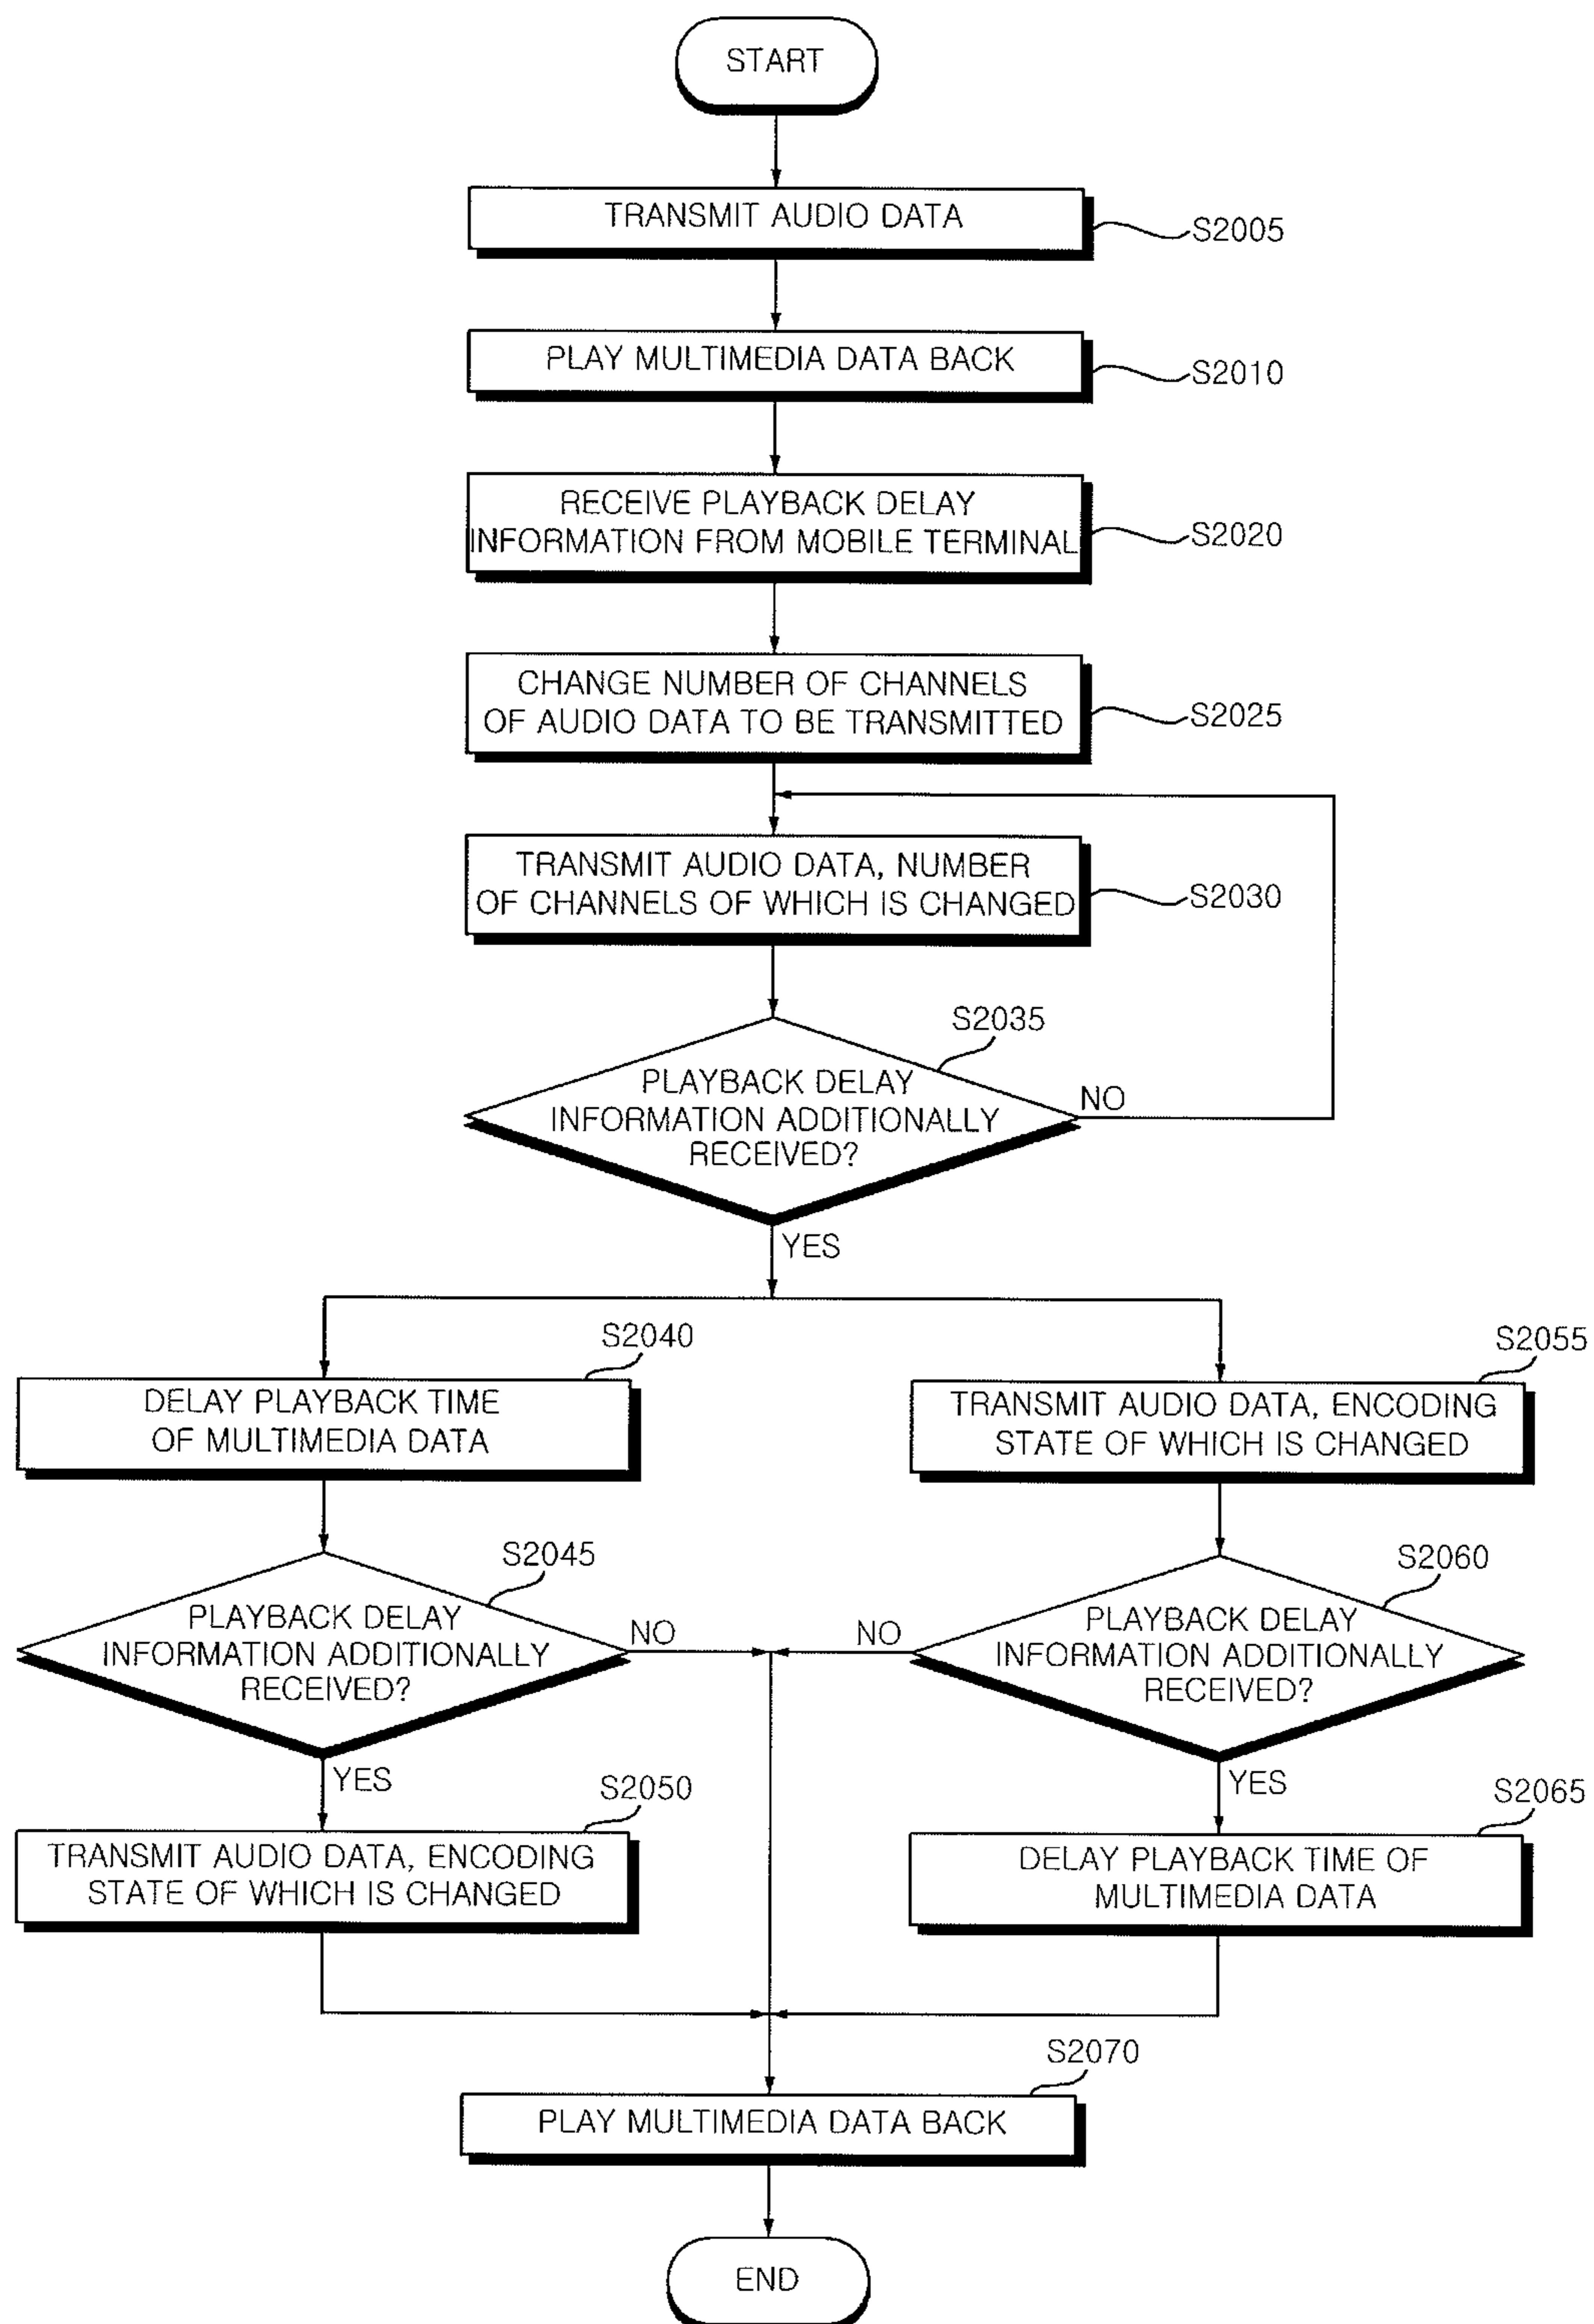 START
TRANSMIT AUDIO DATA
S2005
PLAY MULTIMEDIA DATA BACK
S2010
RECEIVE PLAYBACK DELAY
INFORMATION FROM MOBILE TERMINAL
S2020
CHANGE NUMBER OF CHANNELS
OF AUDIO DATA TO BE TRANSMITTED
S2025
TRANSMIT AUDIO DATA, NUMBER
OF CHANNELS OF WHICH IS CHANGED
S2030
S2035
PLAYBACK DELAY
INFORMATION ADDITIONALLY
RECEIVED?
NO
YES
S2040
DELAY PLAYBACK TIME
OF MULTIMEDIA DATA
S2055
TRANSMIT AUDIO DATA, ENCODING
STATE OF WHICH IS CHANGED
S2045
PLAYBACK DELAY
INFORMATION ADDITIONALLY
RECEIVED?
NO
YES
S2060
PLAYBACK DELAY
INFORMATION ADDITIONALLY
RECEIVED?
NO
YES
S2050
TRANSMIT AUDIO DATA, ENCODING
STATE OF WHICH IS CHANGED
S2065
DELAY PLAYBACK TIME OF
MULTIMEDIA DATA
S2070
PLAY MULTIMEDIA DATA BACK
END